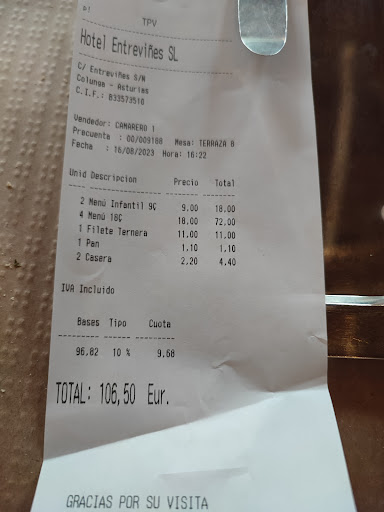 TPV
Hotel Entreviñes SL
C/ Entreviñes S/N
Colunga - Asturias
C.I.F.: B33573516
Vendedor: CAMARERO 1
Precuenta : 00/009188 Mesa: TERRAZA 8
Fecha : 16/08/2023 Hora: 16:22
Unid Descripcion Precio Total
2 Menú Infantil 9Ç 9,00 18,00
4 Menú 18Ç 18,00 72,00
1 Filete Ternera 11,00 11,00
1 Pan 1,10 1,10
2 Casera 2,20 4,40
IVA Incluido
Bases Tipo Cuota
96,82 10 % 9,68
TOTAL: 106,50 Eur.
GRACIAS POR SU VISITA